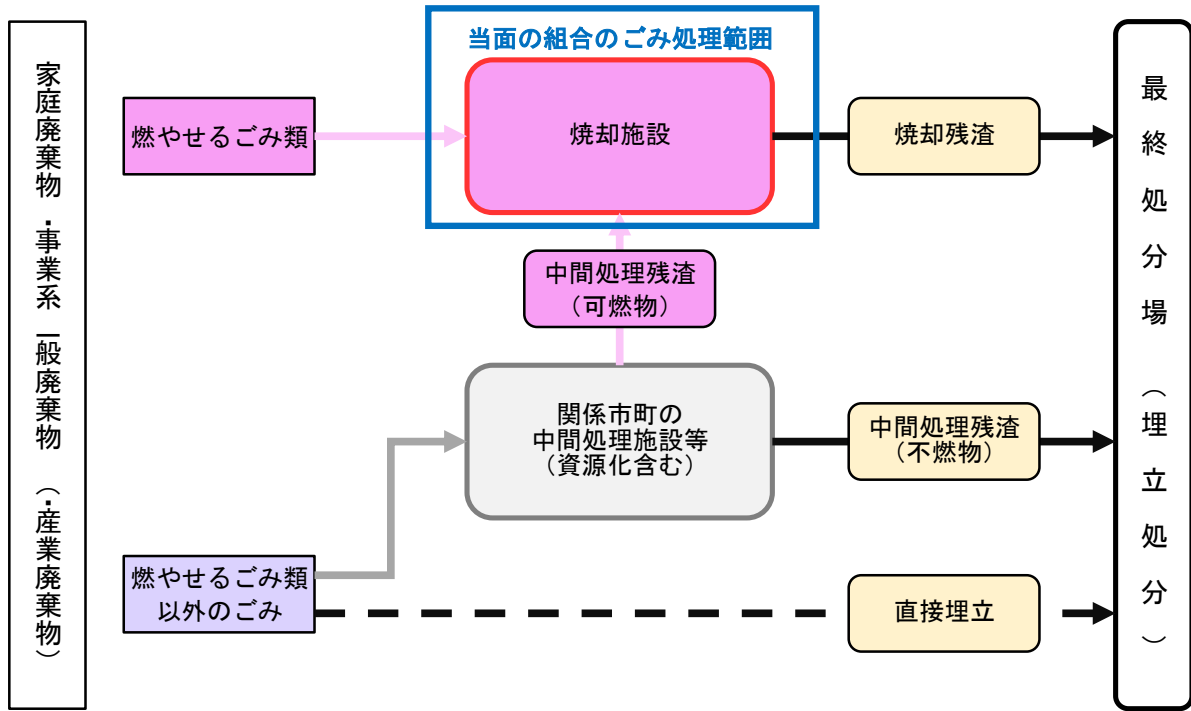 家庭廃棄物・事業系一般廃棄物（・産業廃棄物）
当面の組合のごみ処理範囲
燃やせるごみ類
焼却施設
焼却残渣
中間処理残渣
（可燃物）
関係市町の
中間処理施設等
（資源化含む）
中間処理残渣
（不燃物）
燃やせるごみ類
以外のごみ
直接埋立
最終処分場（埋立処分）